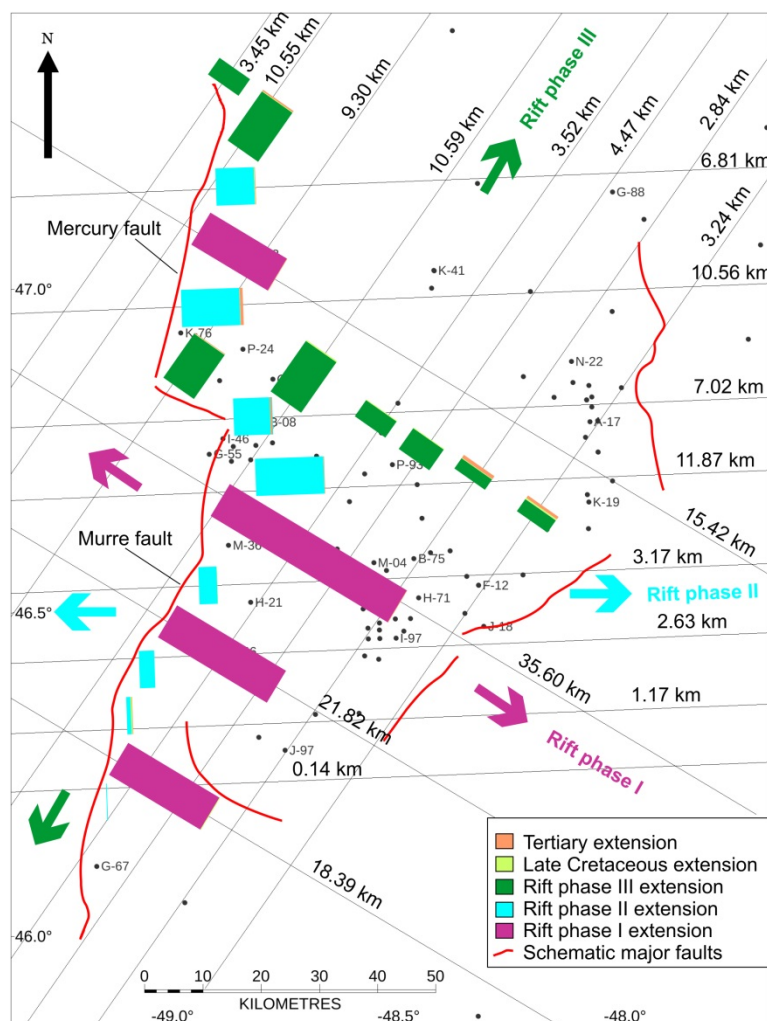 N
3.45 km
10.55 km
9.30 km
10.59 km
Rift phase III
3.52 km
4.47 km
2.84 km
6.81 km
G-88
3.24 km
Mercury fault
K-41
10.56 km
47.0°
K-76
P-24
N-22
7.02 km
A-17
B-08
I-46
G-55
P-93
11.87 km
K-19
15.42 km
Murre fault
M-36
M-04
B-75
3.17 km
F-12
Rift phase II
H-21
H-71
46.5°
J-18
2.63 km
I-97
35.60 km
1.17 km
21.82 km
Rift phase I
J-97
0.14 km
G-67
18.39 km
Tertiary extension
Late Cretaceous extension
Rift phase III extension
Rift phase II extension
Rift phase I extension
Schematic major faults
46.0°
0 10 20 30 40 50
KILOMETRES
-49.0° -48.5° -48.0°